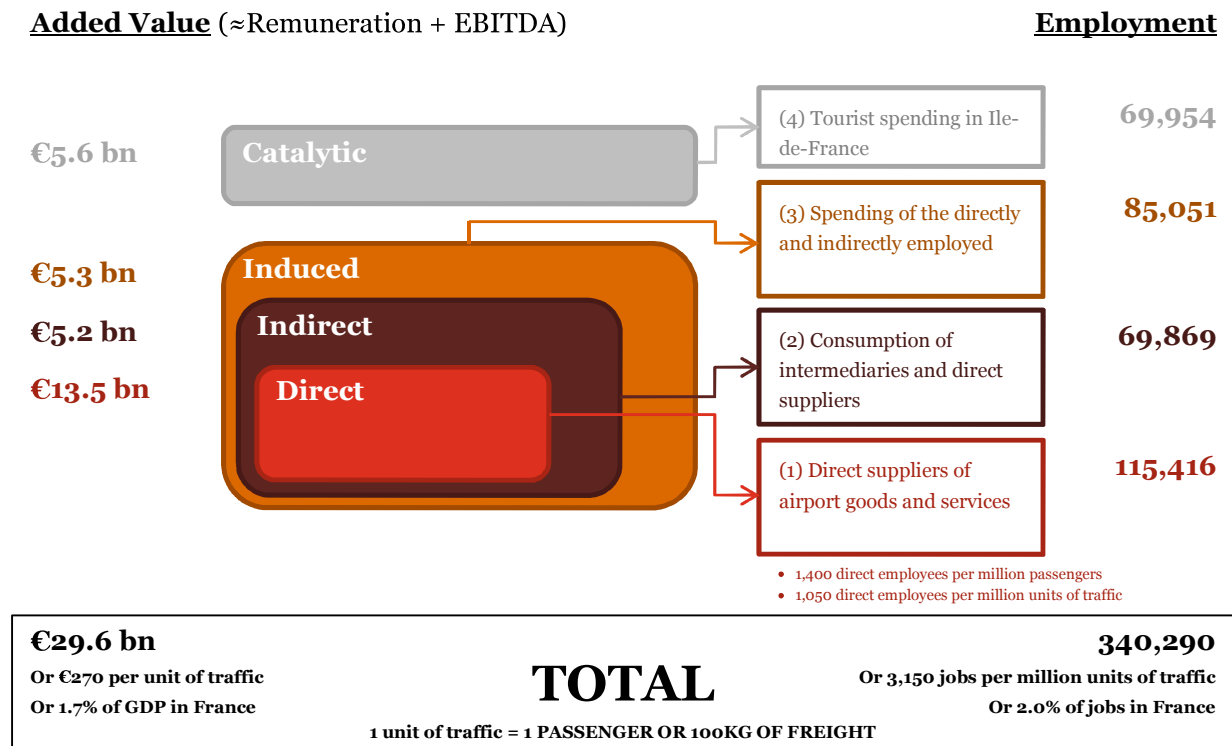 Added Value (≈Remuneration + EBITDA)
Employment
€5.6 bn
Catalytic
(4) Tourist spending in Ile-
de-France
69,954
€5.3 bn
Induced
(3) Spending of the directly
and indirectly employed
85,051
€5.2 bn
Indirect
(2) Consumption of
intermediaries and direct
suppliers
69,869
€13.5 bn
Direct
(1) Direct suppliers of
airport goods and services
115,416
• 1,400 direct employees per million passengers
• 1,050 direct employees per million units of traffic
€29.6 bn
Or €270 per unit of traffic
Or 1.7% of GDP in France
TOTAL
1 unit of traffic = 1 PASSENGER OR 100KG OF FREIGHT
340,290
Or 3,150 jobs per million units of traffic
Or 2.0% of jobs in France